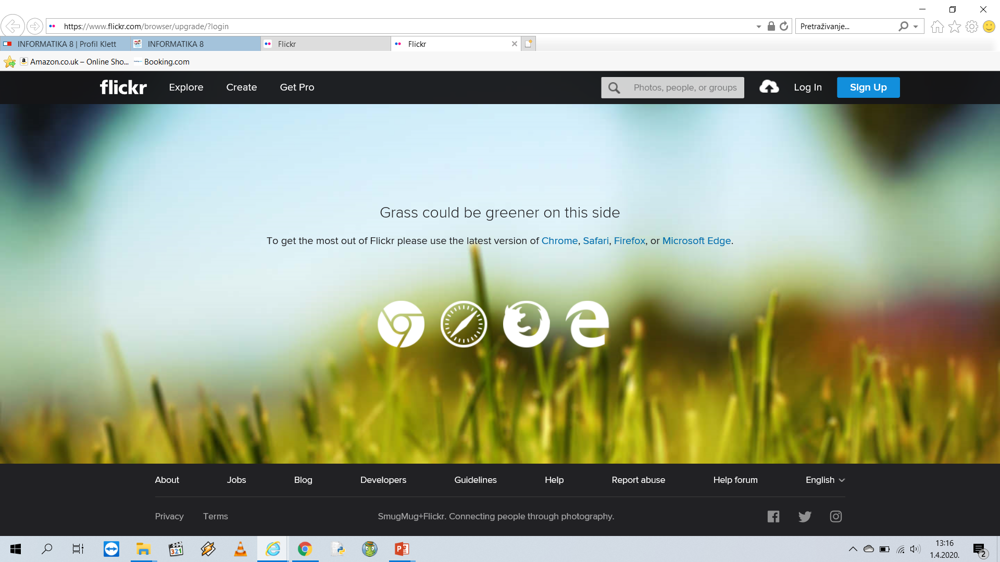 https://www.flickr.com/browser/upgrade/?login
Pretraživanje...
INFORMATIKA 8 | Profil Klett
INFORMATIKA 8
Flickr
Flickr
Amazon.co.uk – Online Sho...
Booking.com
flickr
Explore
Create
Get Pro
Photos, people, or groups
Log In
Sign Up
Grass could be greener on this side
To get the most out of Flickr please use the latest version of Chrome, Safari, Firefox, or Microsoft Edge.
About
Jobs
Blog
Developers
Guidelines
Help
Report abuse
Help forum
English
Privacy
Terms
SmugMug+Flickr. Connecting people through photography.
321
13:16
1.4.2020.
2